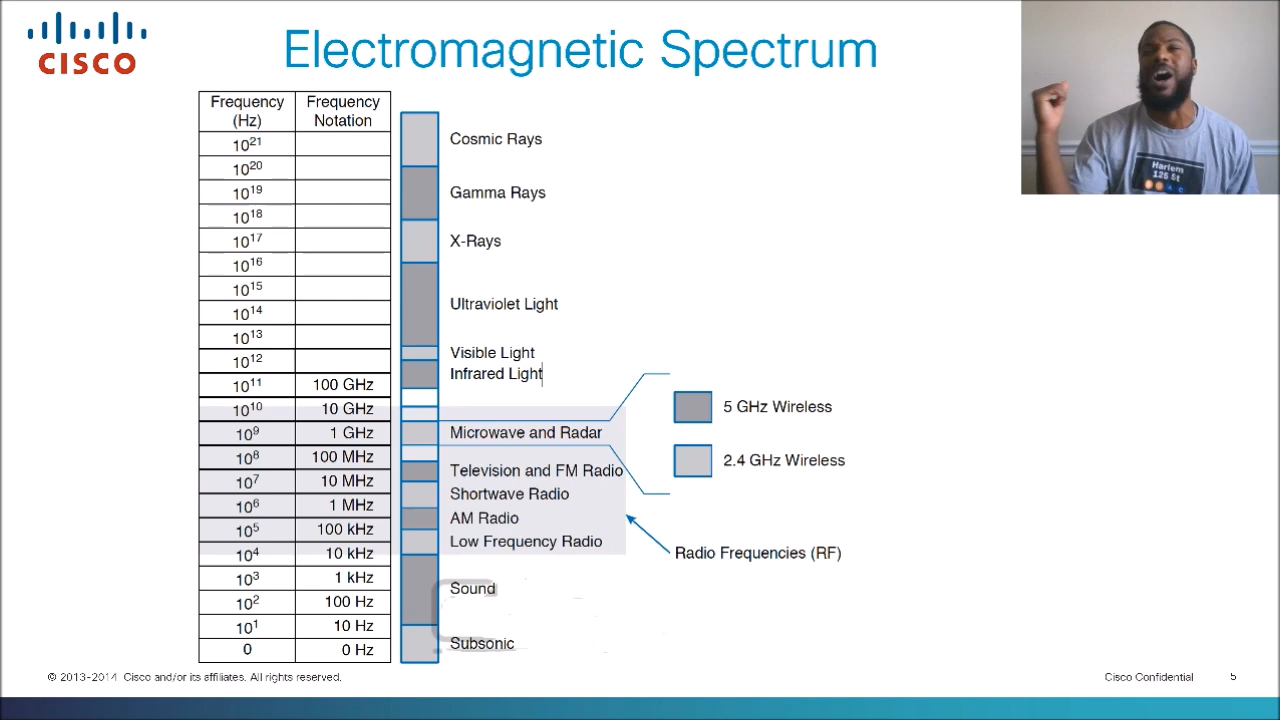 CISCO
Electromagnetic Spectrum
Frequency (Hz) Frequency Notation
10²¹
10²⁰
10¹⁹
10¹⁸
10¹⁷
10¹⁶
10¹⁵
10¹⁴
10¹³
10¹²
10¹¹ 100 GHz
10¹⁰ 10 GHz
10⁹ 1 GHz
10⁸ 100 MHz
10⁷ 10 MHz
10⁶ 1 MHz
10⁵ 100 kHz
10⁴ 10 kHz
10³ 1 kHz
10² 100 Hz
10¹ 10 Hz
0 0 Hz
Cosmic Rays
Gamma Rays
X-Rays
Ultraviolet Light
Visible Light
Infrared Light
Microwave and Radar
Television and FM Radio
Shortwave Radio
AM Radio
Low Frequency Radio
Sound
Subsonic
5 GHz Wireless
2.4 GHz Wireless
Radio Frequencies (RF)
Harlem
125 St
A C
© 2013-2014 Cisco and/or its affiliates. All rights reserved.
Cisco Confidential 5